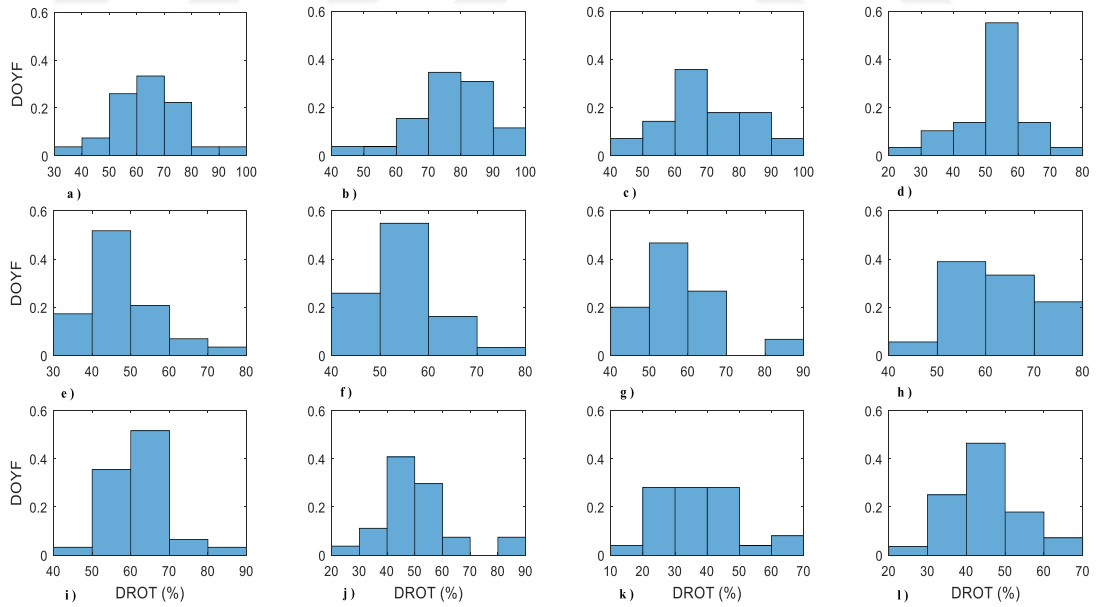 0.6 0.6 0.6 0.6
0.4 0.4 0.4 0.4
DOYF
0.2 0.2 0.2 0.2
0 0 0 0
30 40 50 60 70 80 90 100 40 50 60 70 80 90 100 40 50 60 70 80 90 100 20 30 40 50 60 70 80
a ) b ) c ) d )
0.6 0.6 0.6 0.6
0.4 0.4 0.4 0.4
DOYF
0.2 0.2 0.2 0.2
0 0 0 0
30 40 50 60 70 80 40 50 60 70 80 40 50 60 70 80 90 40 50 60 70 80
e ) f ) g ) h )
0.6 0.6 0.6 0.6
0.4 0.4 0.4 0.4
DOYF
0.2 0.2 0.2 0.2
0 0 0 0
40 50 60 70 80 90 20 30 40 50 60 70 80 90 10 20 30 40 50 60 70 20 30 40 50 60 70
i ) DROT (%) j ) DROT (%) k ) DROT (%) l ) DROT (%)